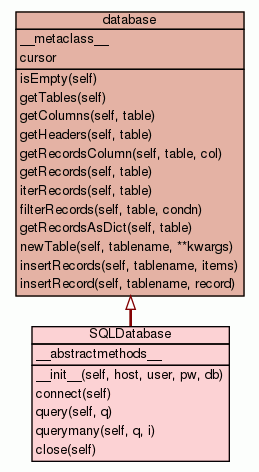 database
__metaclass__
cursor
isEmpty(self)
getTables(self)
getColumns(self, table)
getHeaders(self, table)
getRecordsColumn(self, table, col)
getRecords(self, table)
iterRecords(self, table)
filterRecords(self, table, condn)
getRecordsAsDict(self, table)
newTable(self, tablename, **kwargs)
insertRecords(self, tablename, items)
insertRecord(self, tablename, record)
SQLDatabase
__abstractmethods__
__init__(self, host, user, pw, db)
connect(self)
query(self, q)
querymany(self, q, i)
close(self)